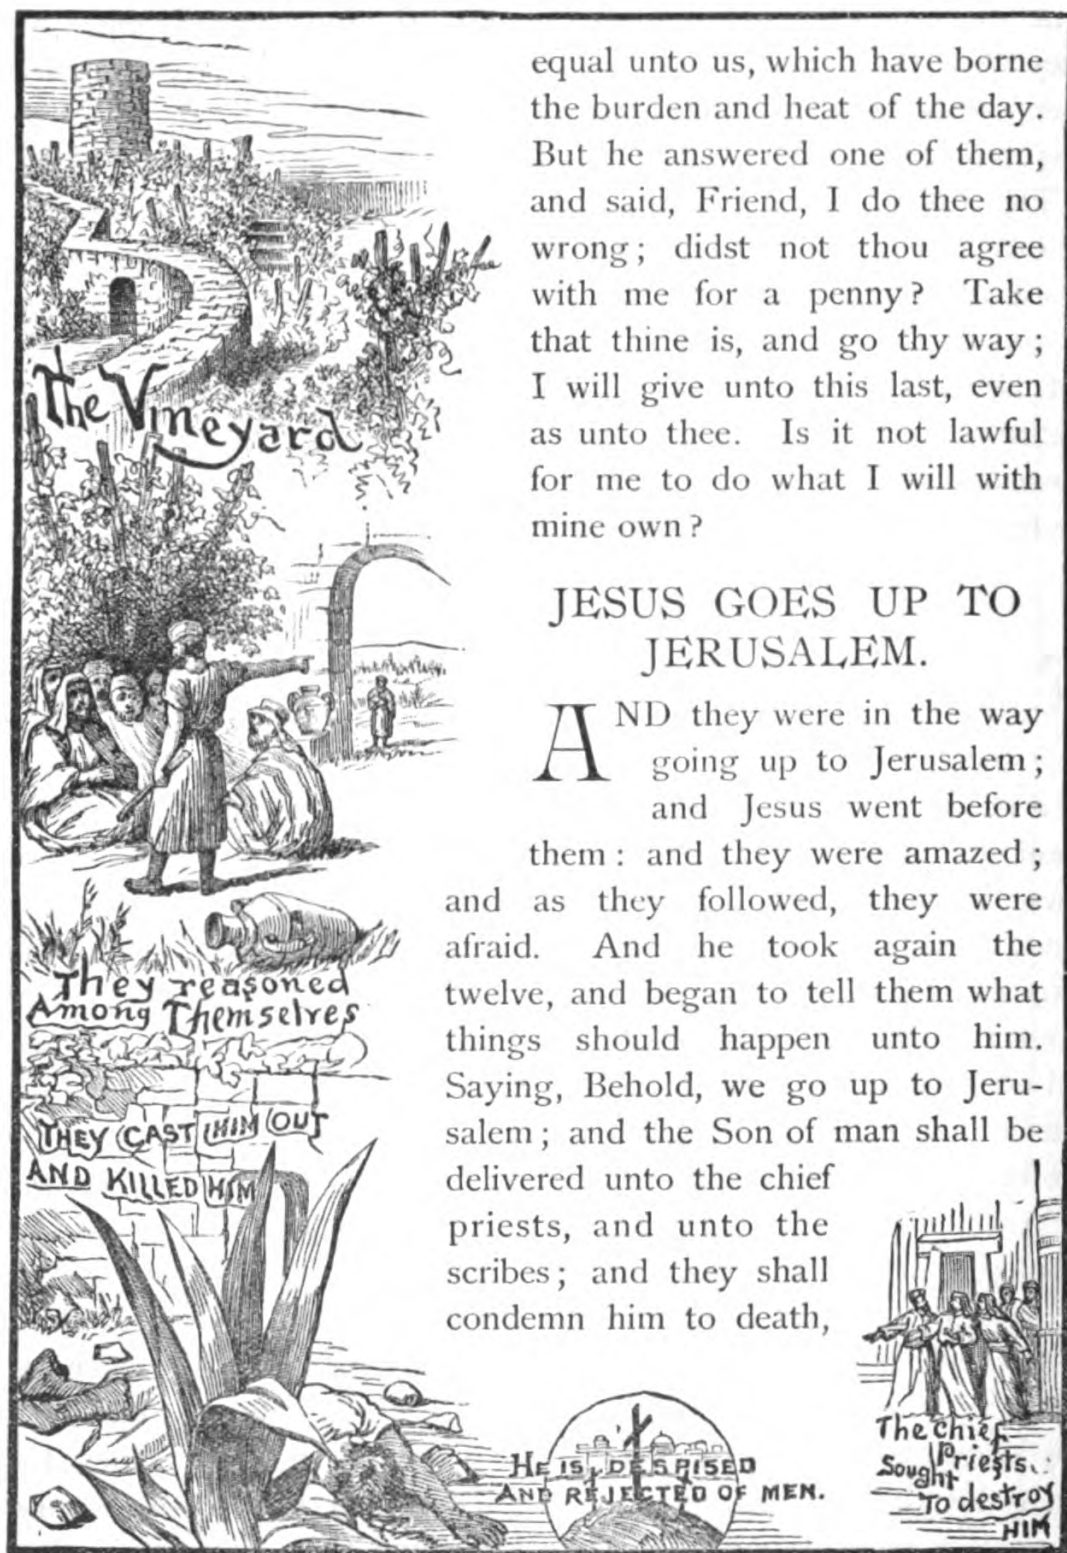 equal unto us, which have borne
the burden and heat of the day.
But he answered one of them,
and said, Friend, I do thee no
wrong; didst not thou agree
with me for a penny? Take
that thine is, and go thy way;
I will give unto this last, even
as unto thee. Is it not lawful
for me to do what I will with
mine own?
JESUS GOES UP TO
JERUSALEM.
AND they were in the way
going up to Jerusalem;
and Jesus went before
them: and they were amazed;
and as they followed, they were
afraid. And he took again the
twelve, and began to tell them what
things should happen unto him.
Saying, Behold, we go up to Jeru-
salem; and the Son of man shall be
delivered unto the chief
priests, and unto the
scribes; and they shall
condemn him to death,
The Vineyard
They reasoned
Among Themselves
THEY CAST HIM OUT
AND KILLED HIM
HE IS DESPISED
AND REJECTED OF MEN.
The chief
Priests
Sought
To destroy
HIM